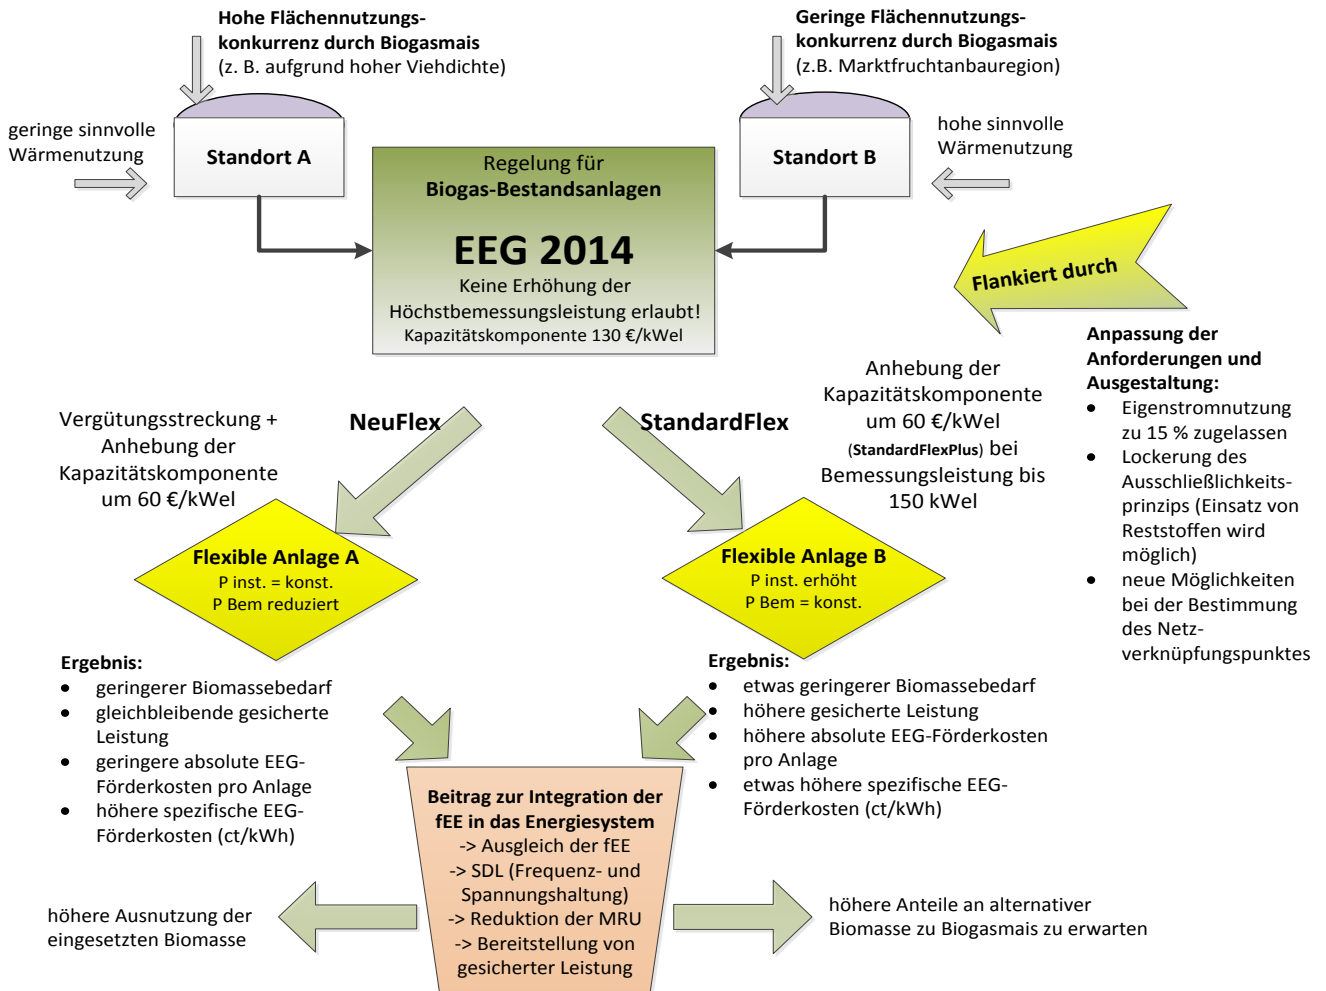 Hohe Flächennutzungs-
konkurrenz durch Biogasmais
(z. B. aufgrund hoher Viehdichte)
Geringe Flächennutzungs-
konkurrenz durch Biogasmais
(z.B. Marktfruchtanbauregion)
geringe sinnvolle
Wärmenutzung
Standort A
Standort B
hohe sinnvolle
Wärmenutzung
Regelung für
Biogas-Bestandsanlagen
EEG 2014
Keine Erhöhung der
Höchstbemessungsleistung erlaubt!
Kapazitätskomponente 130 €/kWel
Flankiert durch
Anpassung der
Anforderungen und
Ausgestaltung:
• Eigenstromnutzung
zu 15 % zugelassen
• Lockerung des
Ausschließlichkeits-
prinzips (Einsatz von
Reststoffen wird
möglich)
• neue Möglichkeiten
bei der Bestimmung
des Netz-
verknüpfungspunktes
Vergütungsstreckung +
Anhebung der
Kapazitätskomponente
um 60 €/kWel
NeuFlex
StandardFlex
Anhebung der
Kapazitätskomponente
um 60 €/kWel
(StandardFlexPlus) bei
Bemessungsleistung bis
150 kWel
Flexible Anlage A
P inst. = konst.
P Bem reduziert
Flexible Anlage B
P inst. erhöht
P Bem = konst.
Ergebnis:
• geringerer Biomassebedarf
• gleichbleibende gesicherte
Leistung
• geringere absolute EEG-
Förderkosten pro Anlage
• höhere spezifische EEG-
Förderkosten (ct/kWh)
Ergebnis:
• etwas geringerer Biomassebedarf
• höhere gesicherte Leistung
• höhere absolute EEG-Förderkosten
pro Anlage
• etwas höhere spezifische EEG-
Förderkosten (ct/kWh)
Beitrag zur Integration der
fEE in das Energiesystem
-> Ausgleich der fEE
-> SDL (Frequenz- und
Spannungshaltung)
-> Reduktion der MRU
-> Bereitstellung von
gesicherter Leistung
höhere Ausnutzung der
eingesetzten Biomasse
höhere Anteile an alternativer
Biomasse zu Biogasmais zu erwarten